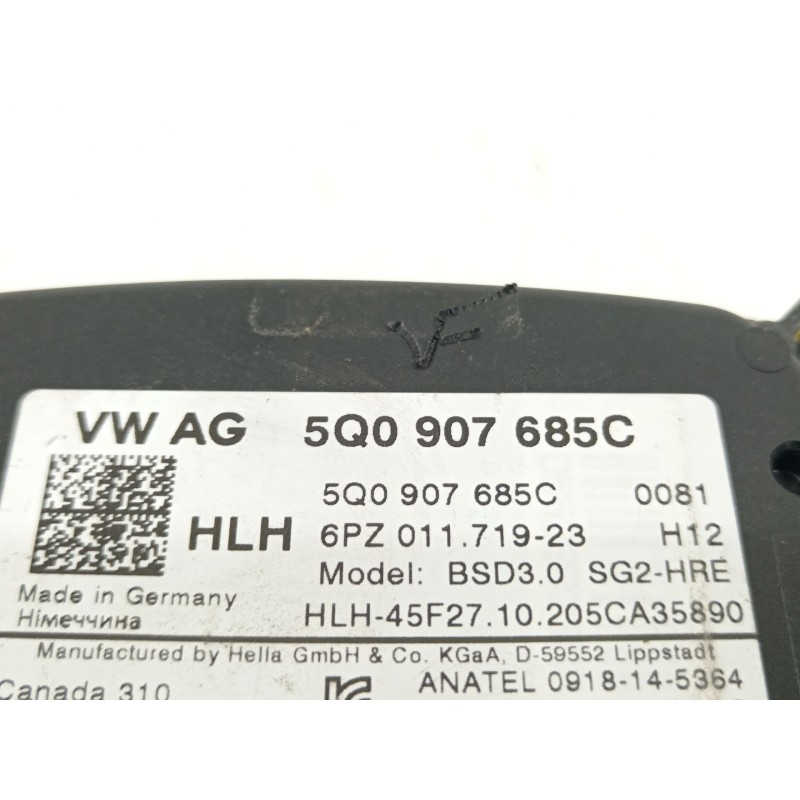 VF
VW AG 5Q0 907 685C
5Q0 907 685C 0081
HLH 6PZ 011.719-23 H12
Model: BSD3.0 SG2-HRE
Made in Germany
Німеччина
HLH-45F27.10.205CA35890
Manufactured by Hella GmbH & Co. KGaA, D-59552 Lippstadt
Canada 310
ANATEL 0918-14-5364